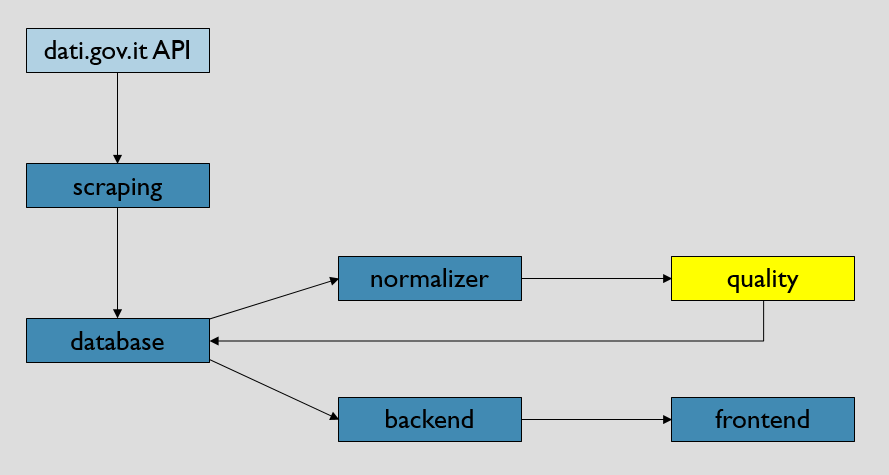 dati.gov.it API
scraping
normalizer
quality
database
backend
frontend